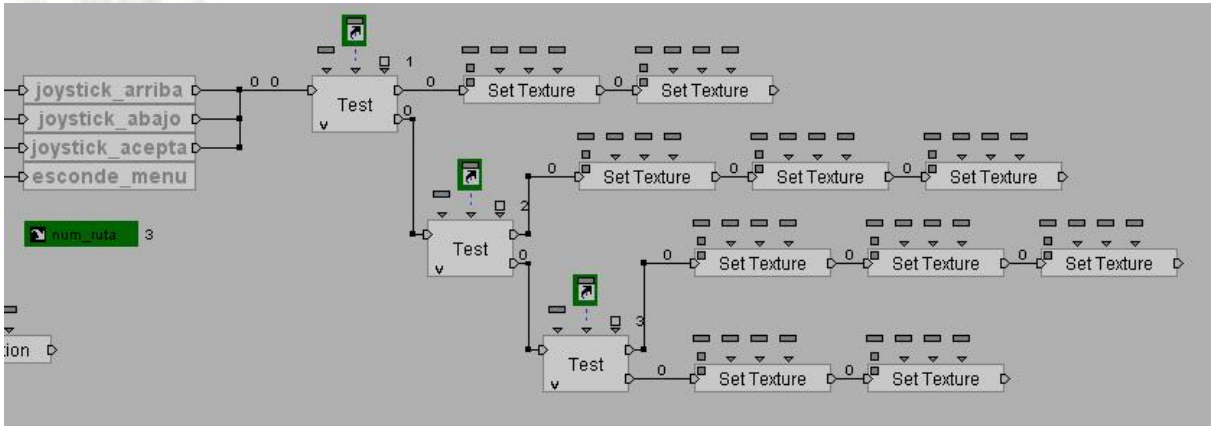 1
joystick_arriba 0 0 0 Set Texture 0 Set Texture
Test
joystick_abajo 0
joystick_acepta
esconde_menu 0 Set Texture 0 Set Texture 0 Set Texture
2
num_ruta 3
Test
0 0 Set Texture 0 Set Texture 0 Set Texture
3
tion
Test
0 Set Texture 0 Set Texture